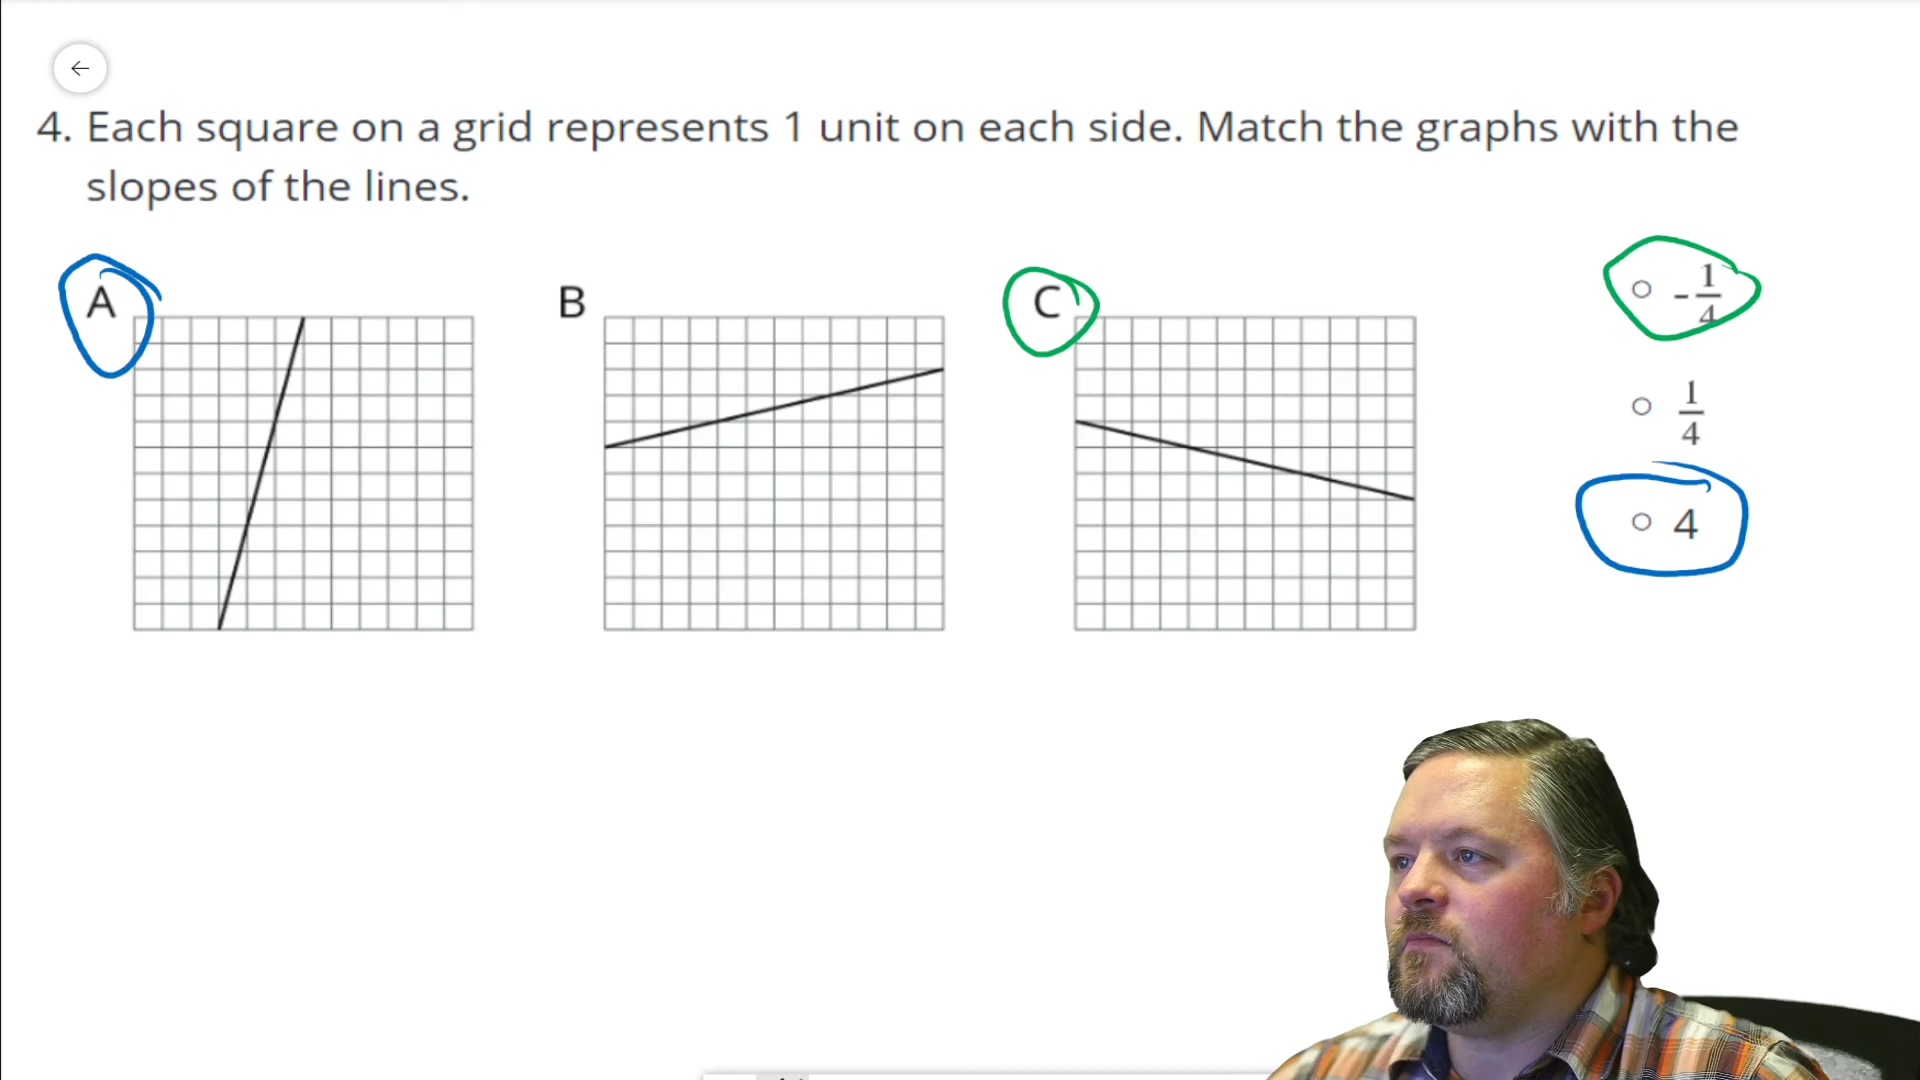 4. Each square on a grid represents 1 unit on each side. Match the graphs with the
slopes of the lines.
A
B
C
-1/4
1/4
4